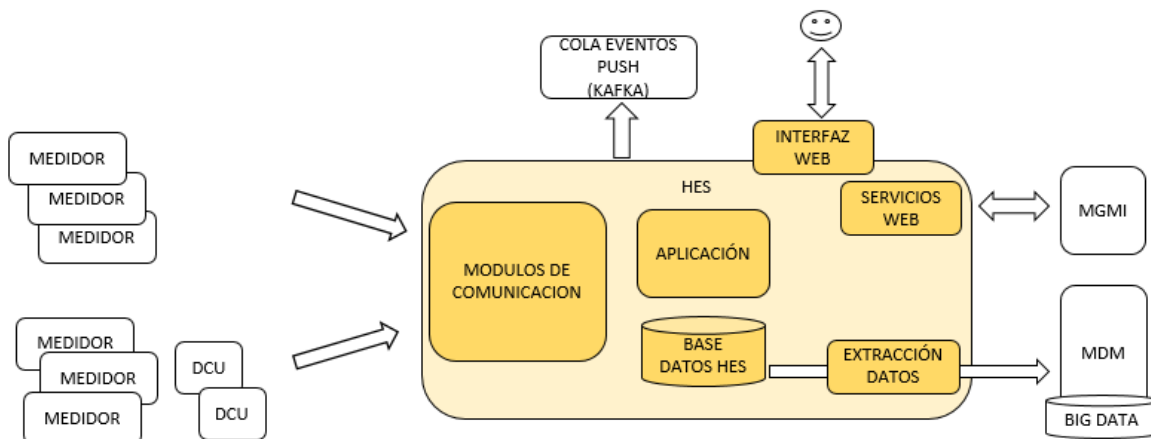 COLA EVENTOS
PUSH
(KAFKA)
INTERFAZ
WEB
MEDIDOR
MEDIDOR
MEDIDOR
HES
SERVICIOS
WEB
MGMI
MODULOS DE
COMUNICACION
APLICACIÓN
MEDIDOR
MEDIDOR
MEDIDOR
DCU
DCU
BASE
DATOS HES
EXTRACCIÓN
DATOS
MDM
BIG DATA